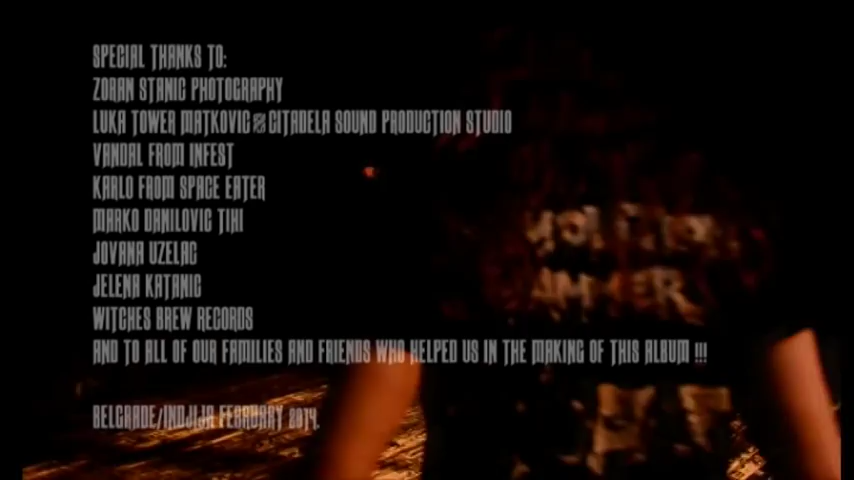 SPECIAL THANKS TO:
ZORAN STANIC PHOTOGRAPHY
LUKA TOWER MATKOVIC @ CITADELA SOUND PRODUCTION STUDIO
VANDAL FROM INFEST
KARLO FROM SPACE EATER
MARKO DANILOVIC TIHI
JOVANA UZELAC
JELENA KATANIC
WITCHES BREW RECORDS
AND TO ALL OF OUR FAMILIES AND FRIENDS WHO HELPED US IN THE MAKING OF THIS ALBUM !!!
BELGRADE/INDJIJA FEBRUARY 2014.